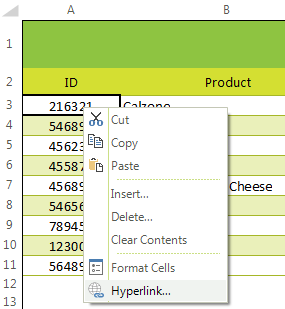 A B
1
2 ID Product
3 216321 Calzone
4 54689
5 45623
6 45587
7 45689 Cheese
8 54656
9 78945
10 12300
11 56489
12
13
Cut
Copy
Paste
Insert...
Delete...
Clear Contents
Format Cells
Hyperlink...